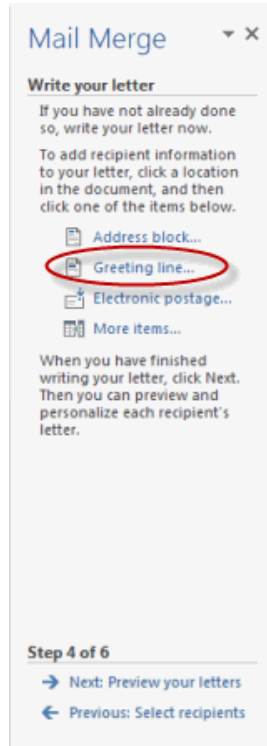 Mail Merge
Write your letter
If you have not already done
so, write your letter now.
To add recipient information
to your letter, click a location
in the document, and then
click one of the items below.
Address block...
Greeting line...
Electronic postage...
More items...
When you have finished
writing your letter, click Next.
Then you can preview and
personalize each recipient's
letter.
Step 4 of 6
Next: Preview your letters
Previous: Select recipients